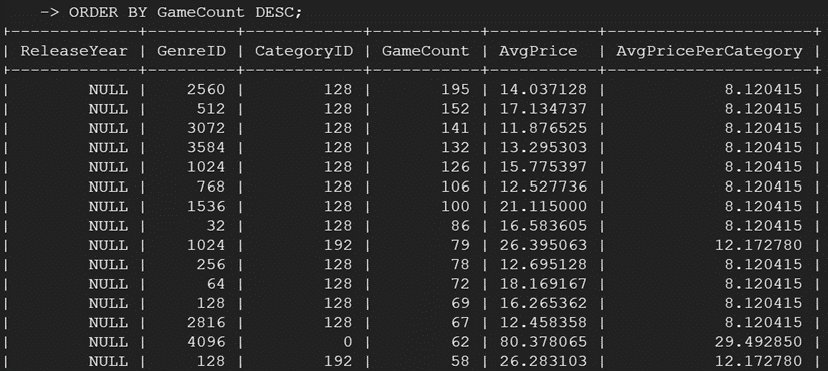 -> ORDER BY GameCount DESC;
+-------------+---------+------------+-----------+-----------+---------------------+
| ReleaseYear | GenreID | CategoryID | GameCount | AvgPrice | AvgPricePerCategory |
+-------------+---------+------------+-----------+-----------+---------------------+
| NULL | 2560 | 128 | 195 | 14.037128 | 8.120415 |
| NULL | 512 | 128 | 152 | 17.134737 | 8.120415 |
| NULL | 3072 | 128 | 141 | 11.876525 | 8.120415 |
| NULL | 3584 | 128 | 132 | 13.295303 | 8.120415 |
| NULL | 1024 | 128 | 126 | 15.775397 | 8.120415 |
| NULL | 768 | 128 | 106 | 12.527736 | 8.120415 |
| NULL | 1536 | 128 | 100 | 21.115000 | 8.120415 |
| NULL | 32 | 128 | 86 | 16.583605 | 8.120415 |
| NULL | 1024 | 192 | 79 | 26.395063 | 12.172780 |
| NULL | 256 | 128 | 78 | 12.695128 | 8.120415 |
| NULL | 64 | 128 | 72 | 18.169167 | 8.120415 |
| NULL | 128 | 128 | 69 | 16.265362 | 8.120415 |
| NULL | 2816 | 128 | 67 | 12.458358 | 8.120415 |
| NULL | 4096 | 0 | 62 | 80.378065 | 29.492850 |
| NULL | 128 | 192 | 58 | 26.283103 | 12.172780 |